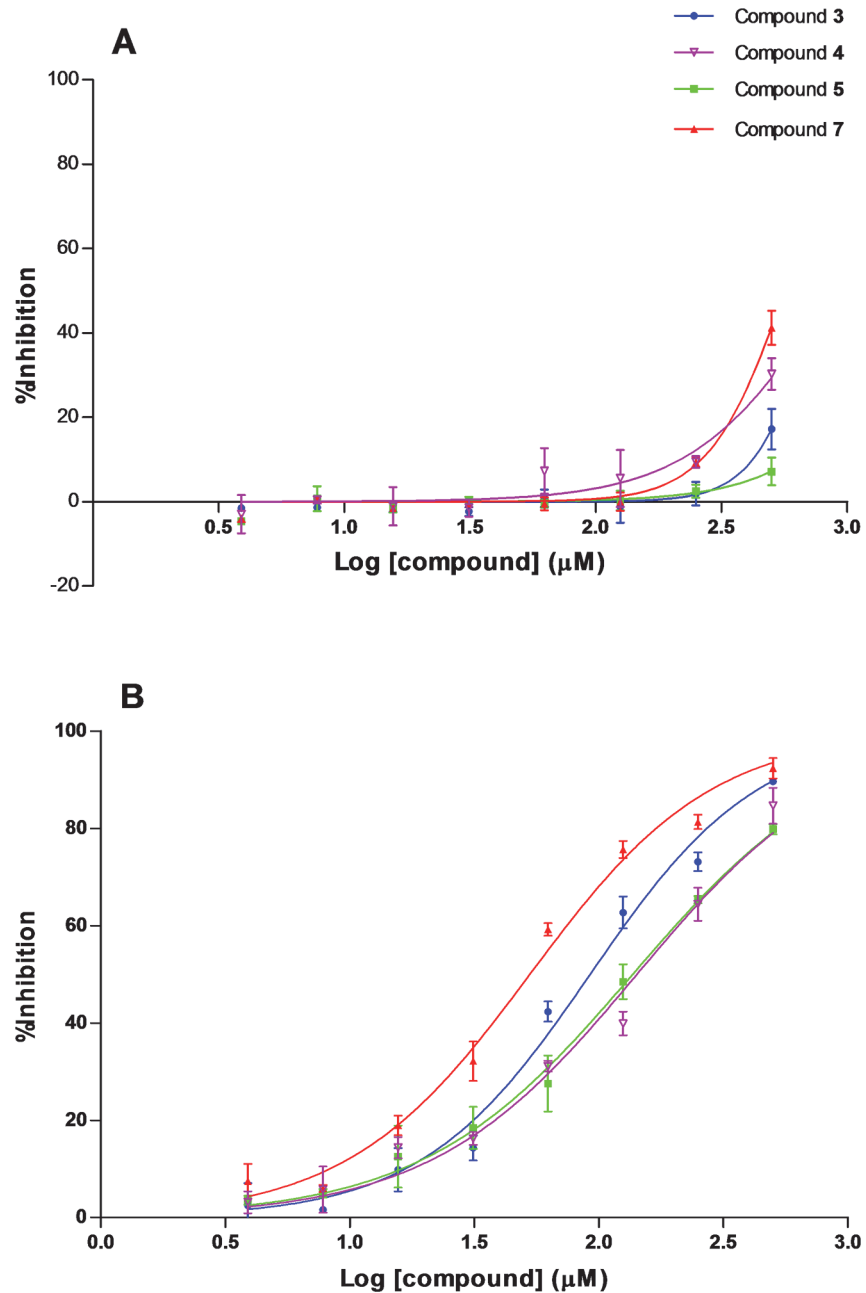 A
Compound 3
Compound 4
Compound 5
Compound 7
100
80
60
40
20
0
-20
%Inhibition
0.5 1.0 1.5 2.0 2.5 3.0
Log [compound] (μM)
B
100
80
60
40
20
0
%Inhibition
0.0 0.5 1.0 1.5 2.0 2.5 3.0
Log [compound] (μM)